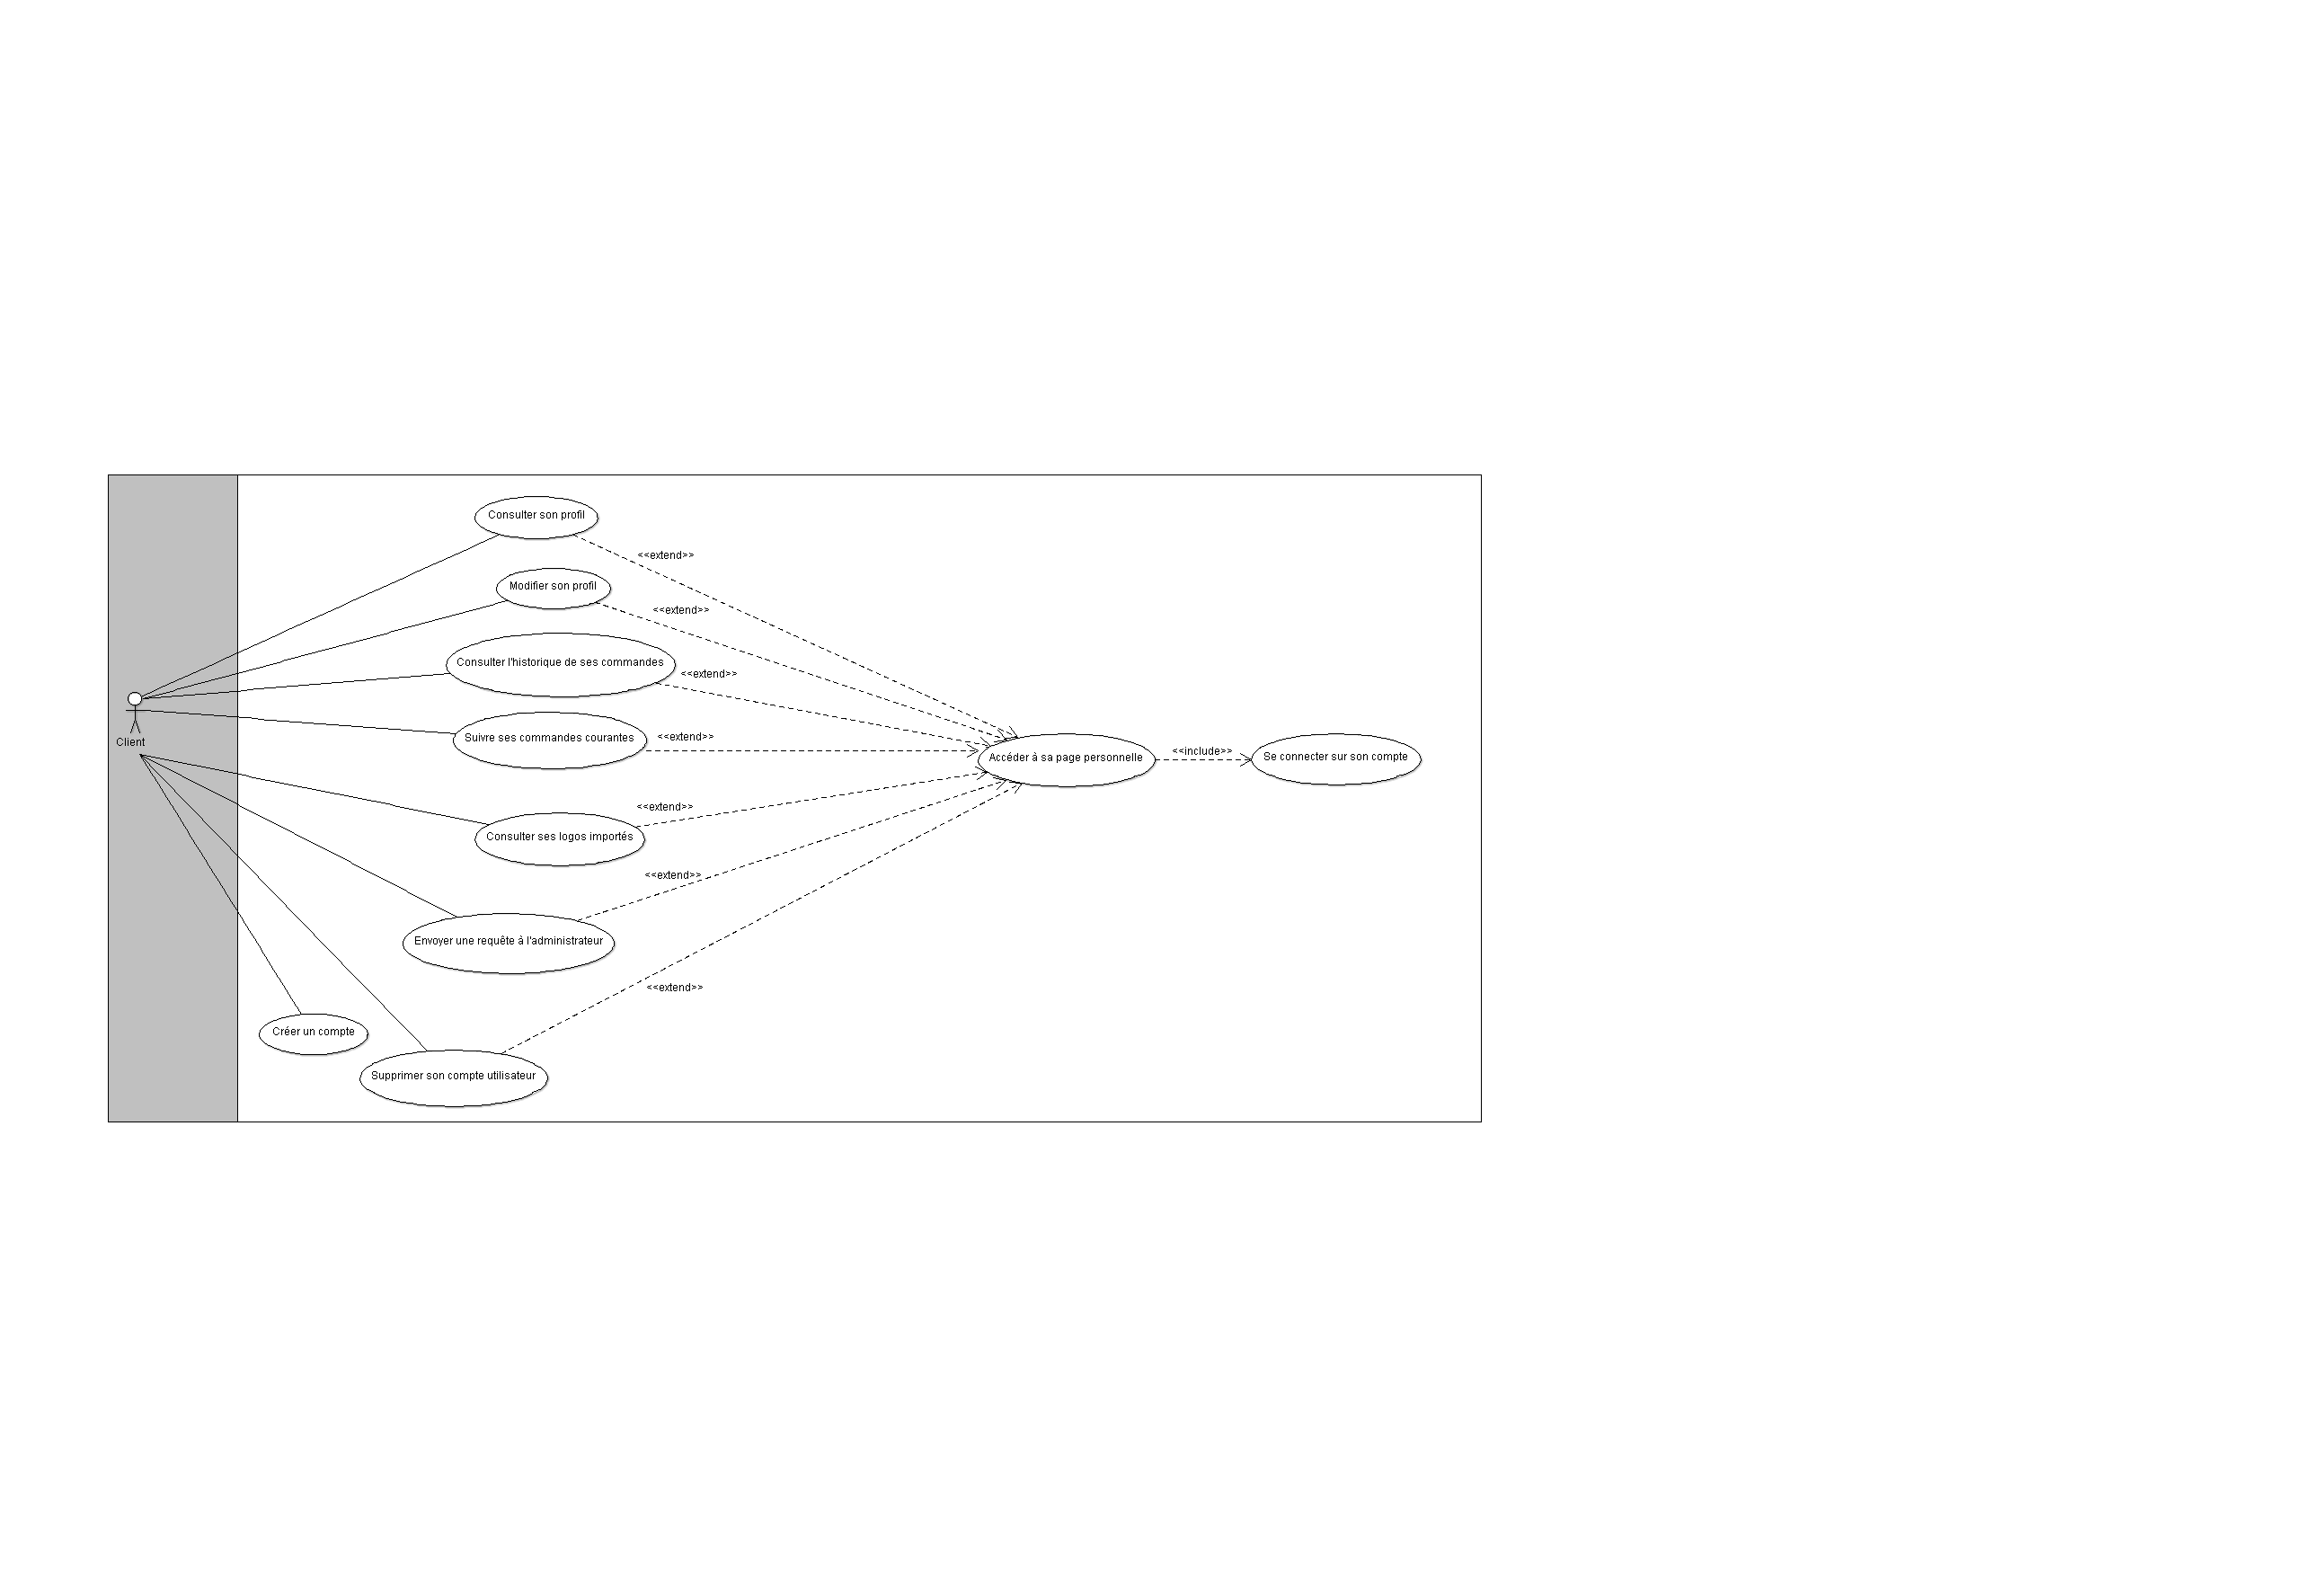 Consulter son profil
<<extend>>
Modifier son profil
<<extend>>
Consulter l'historique de ses commandes
<<extend>>
Client
Suivre ses commandes courantes
<<extend>>
Accéder à sa page personnelle
<<include>>
Se connecter sur son compte
<<extend>>
Consulter ses logos importés
<<extend>>
Envoyer une requête à l'administrateur
<<extend>>
Créer un compte
Supprimer son compte utilisateur